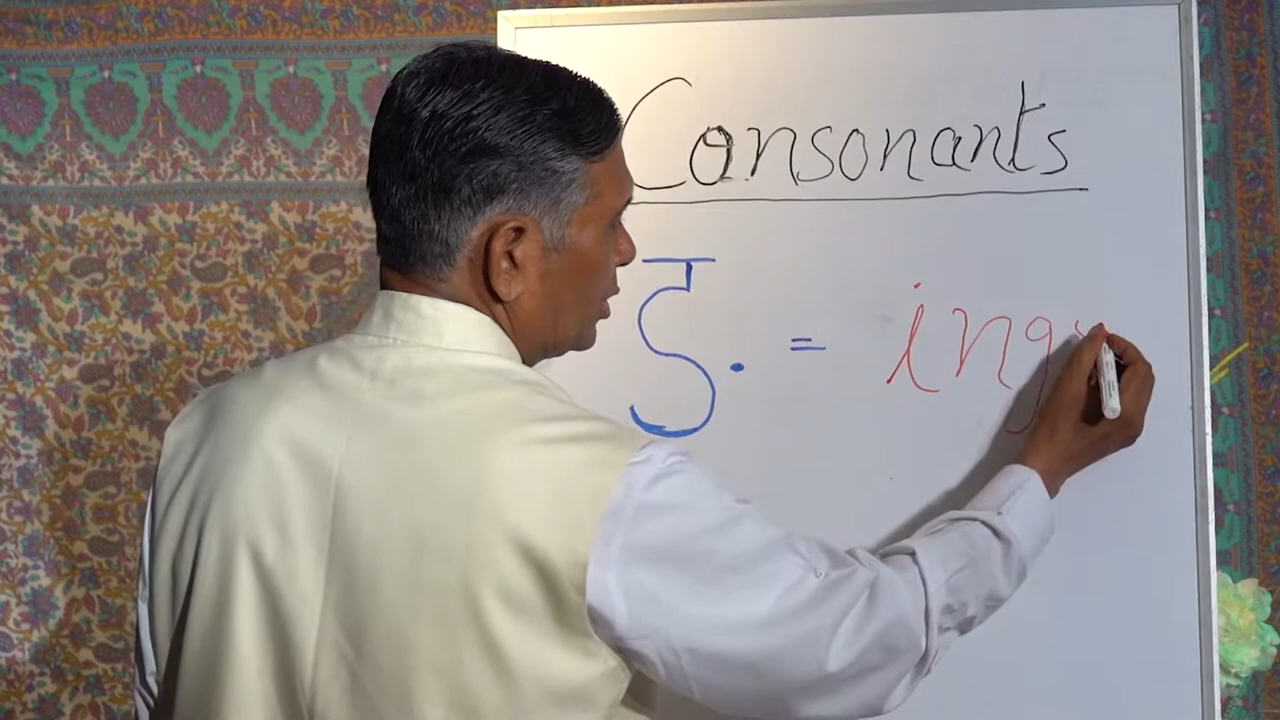 Consonants
ङ = ing